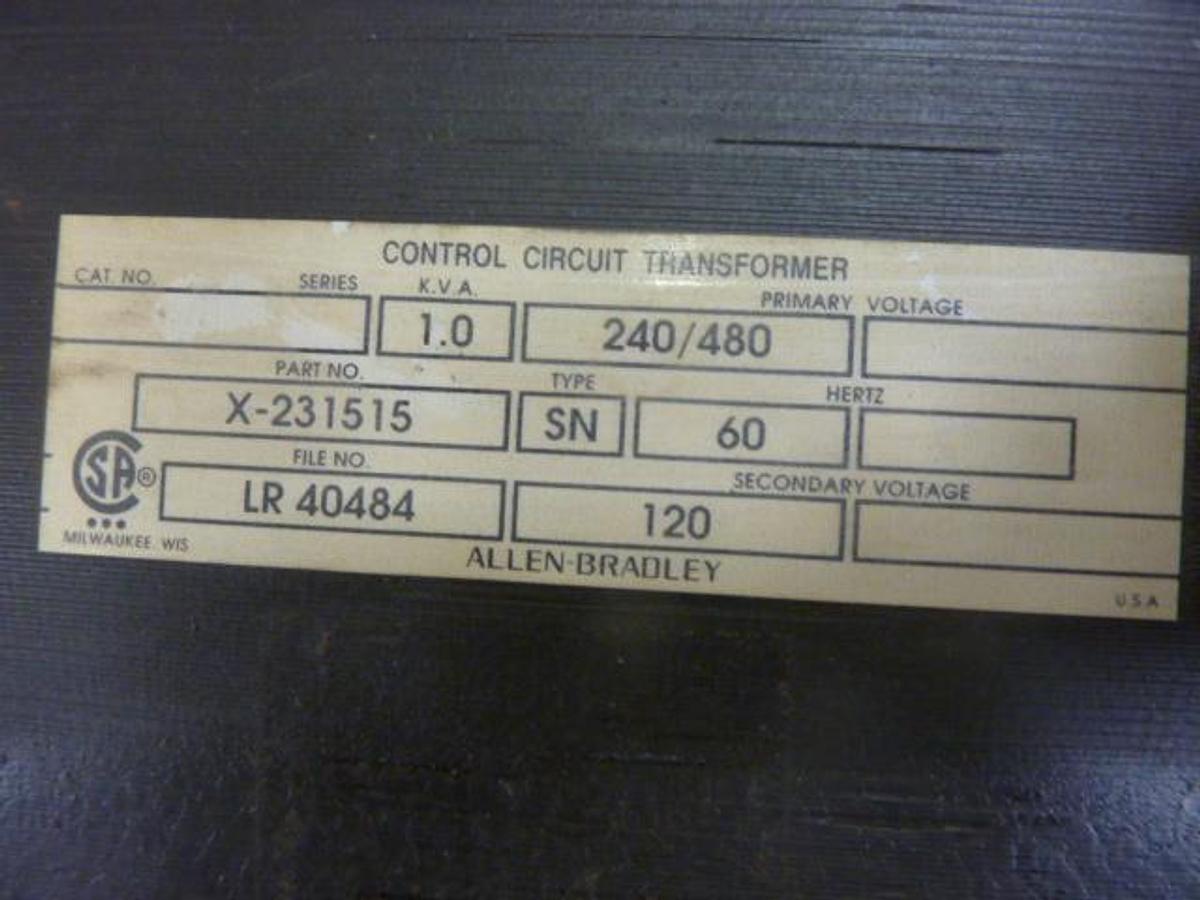 CONTROL CIRCUIT TRANSFORMER
CAT. NO. SERIES K.V.A. PRIMARY VOLTAGE
1.0 240/480
PART NO. TYPE HERTZ
X-231515 SN 60
FILE NO. SECONDARY VOLTAGE
SA ®
LR 40484 120
MILWAUKEE, WIS
ALLEN-BRADLEY
USA